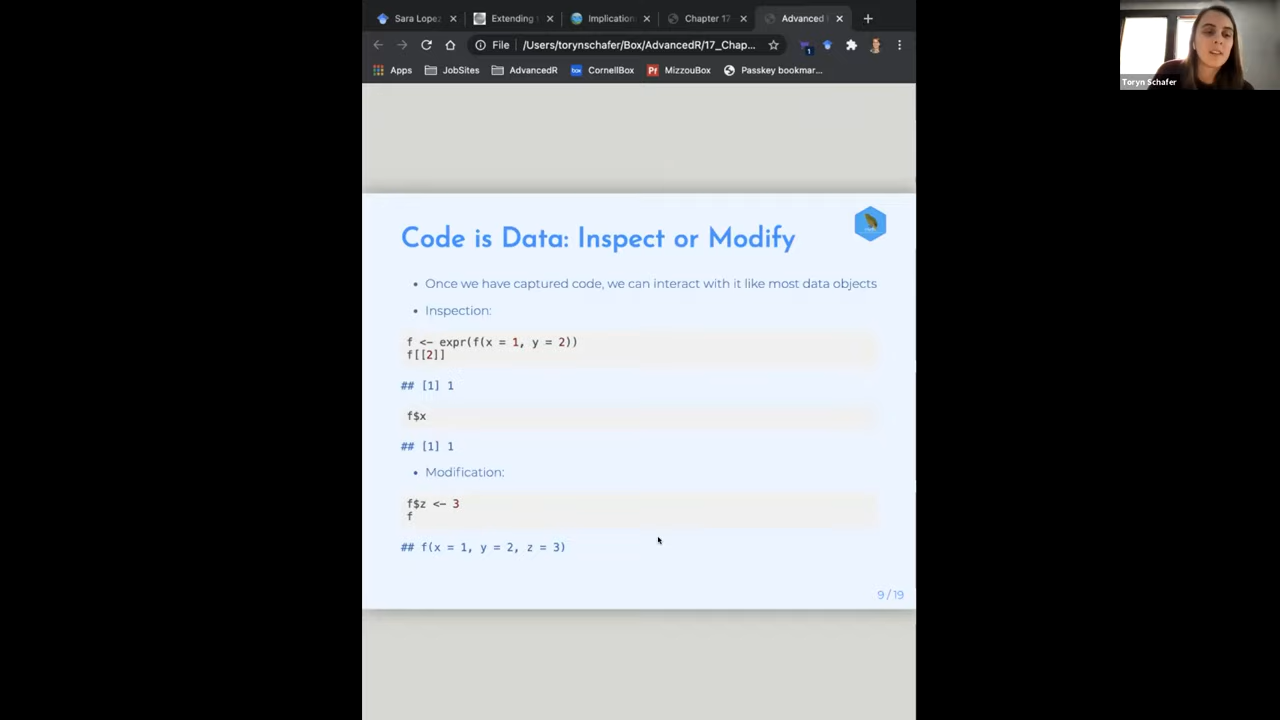 Sara Lopez
Extending
Implication
Chapter 17
Advanced
File
/Users/torynschafer/Box/AdvancedR/17_Chap...
1
Apps
JobSites
AdvancedR
CornellBox
MizzouBox
Passkey bookmar...
Toryn Schafer
Code is Data: Inspect or Modify
• Once we have captured code, we can interact with it like most data objects
• Inspection:
f <- expr(f(x = 1, y = 2))
f[[2]]
## [1] 1
f$x
## [1] 1
• Modification:
f$z <- 3
f
## f(x = 1, y = 2, z = 3)
9 / 19